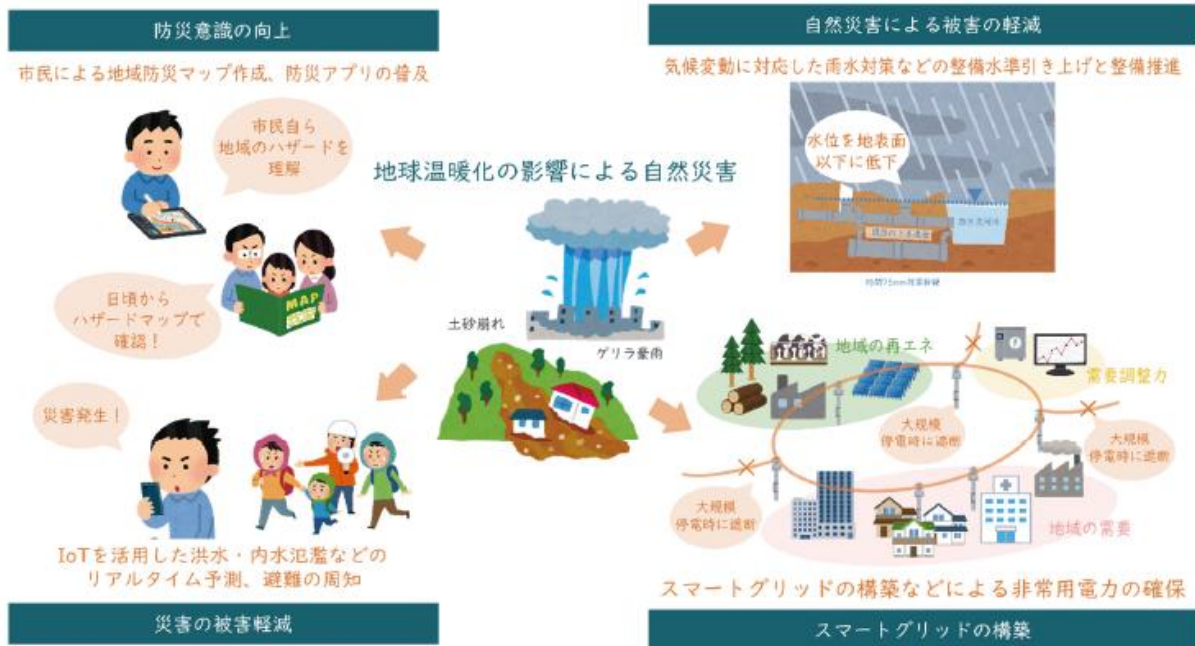 防災意識の向上
市民による地域防災マップ作成、防災アプリの普及
市民自ら
地域のハザードを
理解
日頃から
ハザードマップで
確認！
MAP
自然災害による被害の軽減
気候変動に対応した雨水対策などの整備水準引き上げと整備推進
水位を地表面
以下に低下
時間75mm対策幹線
地球温暖化の影響による自然災害
土砂崩れ
ゲリラ豪雨
災害発生！
IoTを活用した洪水・内水氾濫などの
リアルタイム予測、避難の周知
災害の被害軽減
地域の再エネ
需要調整力
大規模
停電時に遮断
大規模
停電時に遮断
大規模
停電時に遮断
地域の需要
スマートグリッドの構築などによる非常用電力の確保
スマートグリッドの構築